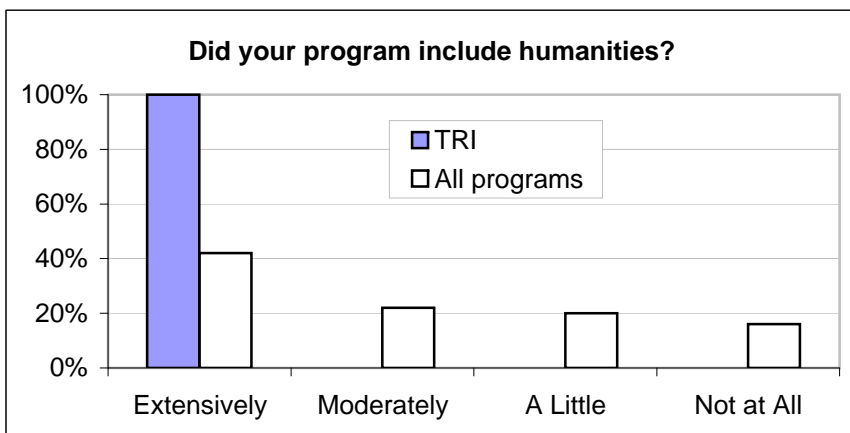 Did your program include humanities?
100%
80%
60%
40%
20%
0%
TRI
All programs
Extensively Moderately A Little Not at All